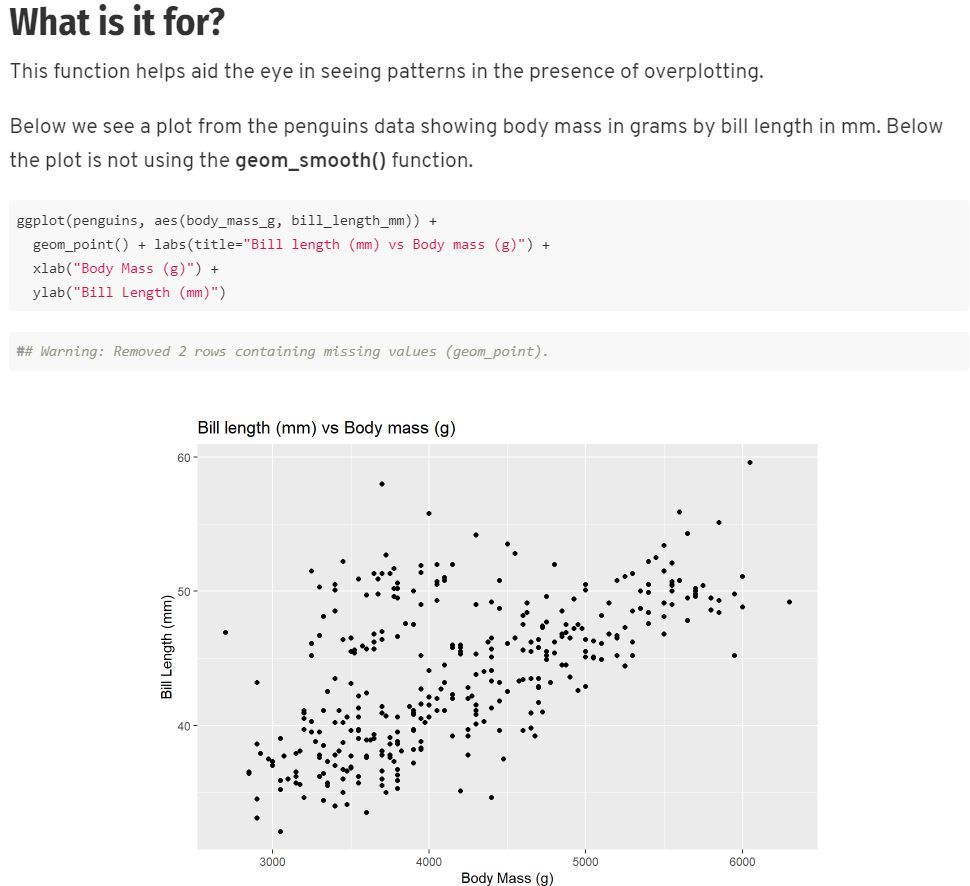 What is it for?
This function helps aid the eye in seeing patterns in the presence of overplotting.
Below we see a plot from the penguins data showing body mass in grams by bill length in mm. Below
the plot is not using the geom_smooth() function.
ggplot(penguins, aes(body_mass_g, bill_length_mm)) +
  geom_point() + labs(title="Bill length (mm) vs Body mass (g)") +
  xlab("Body Mass (g)") +
  ylab("Bill Length (mm)")
## Warning: Removed 2 rows containing missing values (geom_point).
Bill length (mm) vs Body mass (g)
60
50
40
Bill Length (mm)
3000 4000 5000 6000
Body Mass (g)